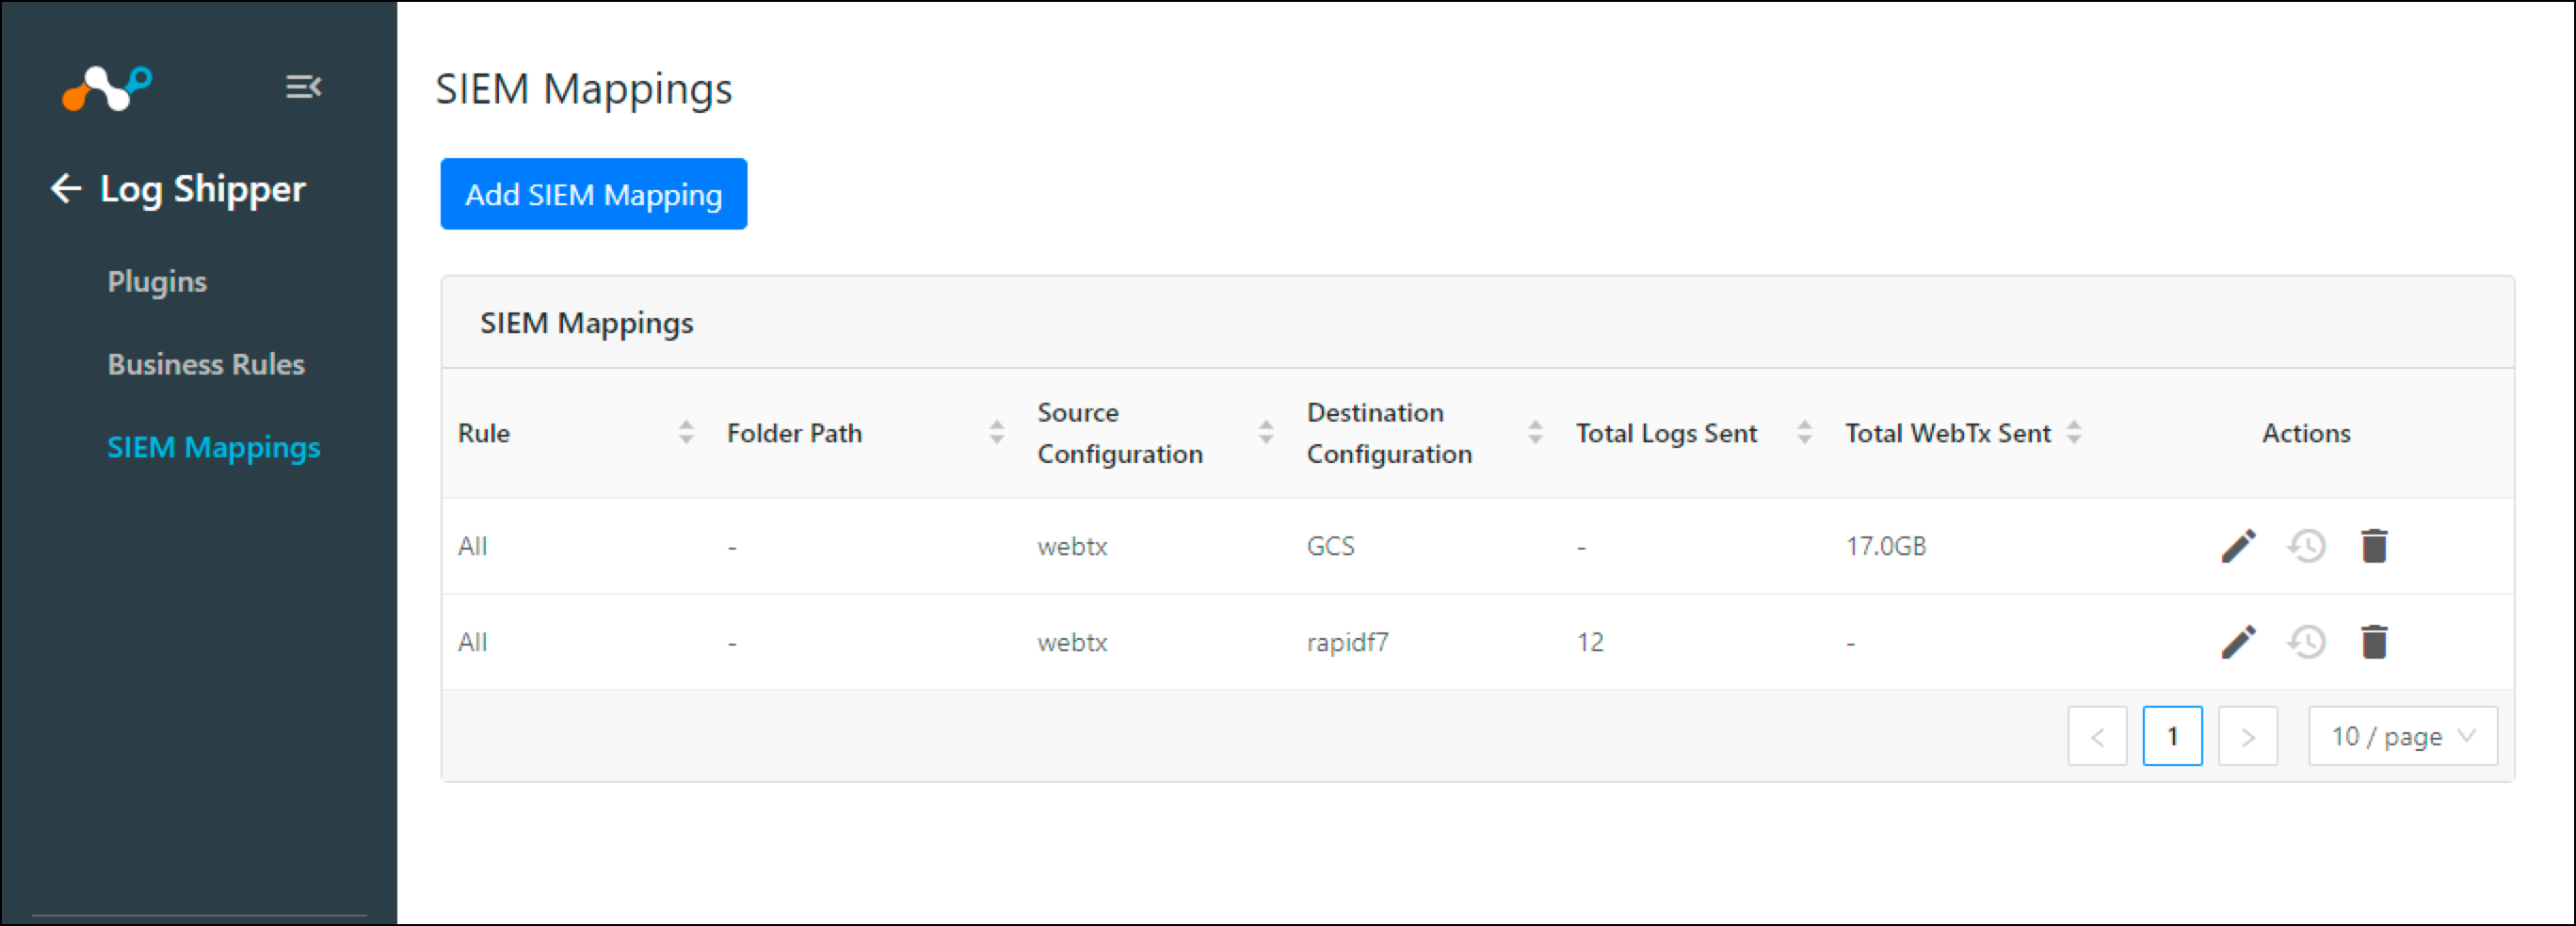 Log Shipper
Plugins
Business Rules
SIEM Mappings
SIEM Mappings
Add SIEM Mapping
SIEM Mappings
Rule Folder Path Source Configuration Destination Configuration Total Logs Sent Total WebTx Sent Actions
All - webtx GCS - 17.0GB
All - webtx rapidf7 12 -
< 1 > 10 / page